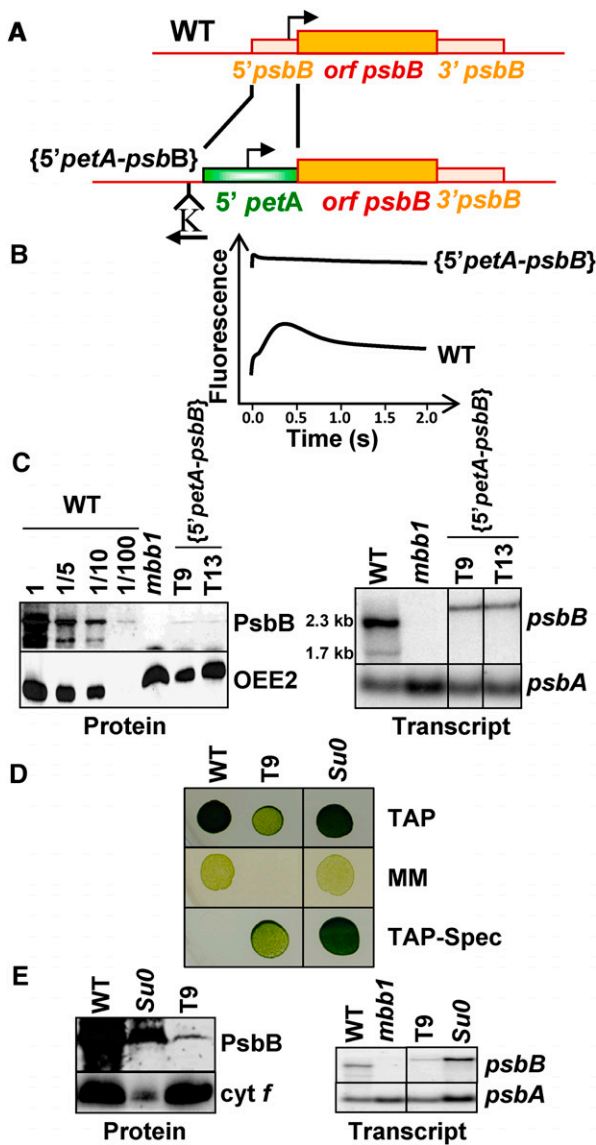 A
WT
5'psbB orf psbB 3' psbB
{5'petA-psbB}
5' petA orf psbB 3'psbB
K
B
Fluorescence
{5'petA-psbB}
WT
0.0 0.5 1.0 1.5 2.0
Time (s)
C
WT
1 1/5 1/10 1/100 mbb1 {5'petA-psbB} T9 T13
PsbB
OEE2
Protein
WT mbb1 {5'petA-psbB} T9 T13
2.3 kb
1.7 kb
psbB
psbA
Transcript
D
WT T9 Su0
TAP
MM
TAP-Spec
E
WT Su0 T9
PsbB
cyt f
Protein
WT mbb1 T9 Su0
psbB
psbA
Transcript